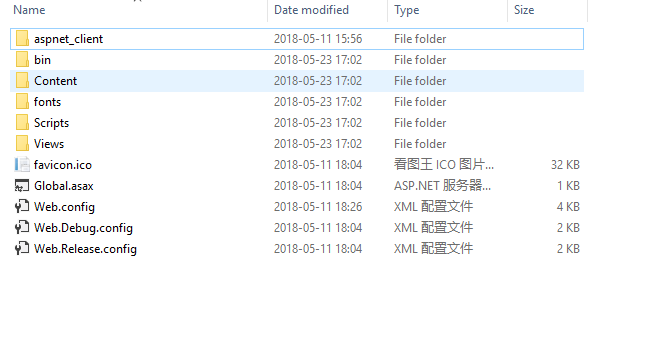 Name Date modified Type Size
aspnet_client 2018-05-11 15:56 File folder
bin 2018-05-23 17:02 File folder
Content 2018-05-23 17:02 File folder
fonts 2018-05-23 17:02 File folder
Scripts 2018-05-23 17:02 File folder
Views 2018-05-23 17:02 File folder
favicon.ico 2018-05-11 18:04 看图王 ICO 图片... 32 KB
Global.asax 2018-05-11 18:04 ASP.NET 服务器... 1 KB
Web.config 2018-05-11 18:26 XML 配置文件 4 KB
Web.Debug.config 2018-05-11 18:04 XML 配置文件 2 KB
Web.Release.config 2018-05-11 18:04 XML 配置文件 2 KB